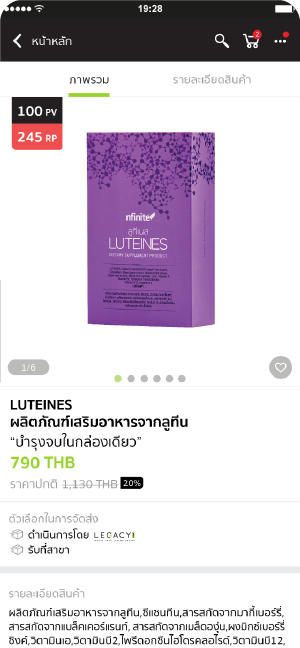 19:28
หน้าหลัก
2
ภาพรวม
รายละเอียดสินค้า
100 PV
245 RP
nfinite
ลูทีเนส
LUTEINES
DIETARY SUPPLEMENT PRODUCT
1/6
LUTEINES
ผลิตภัณฑ์เสริมอาหารจากลูทีน
“บำรุงจบในกล่องเดียว”
790 THB
ราคาปกติ 1,130 THB 20%
ตัวเลือกในการจัดส่ง
ดำเนินการโดย LEGACY
รับที่สาขา
รายละเอียดสินค้า
ผลิตภัณฑ์เสริมอาหารจากลูทีน,ซีแซนทีน,สารสกัดจากมากี้เบอร์รี่,
สารสกัดจากแบล็คเคอร์แรนท์, สารสกัดจากเมล็ดองุ่น,ผงมิกซ์เบอร์รี่
ซิงค์,วิตามินเอ,วิตามินบี2,ไพรีดอกซีนไฮโดรคลอไรด์,วิตามินบี12,